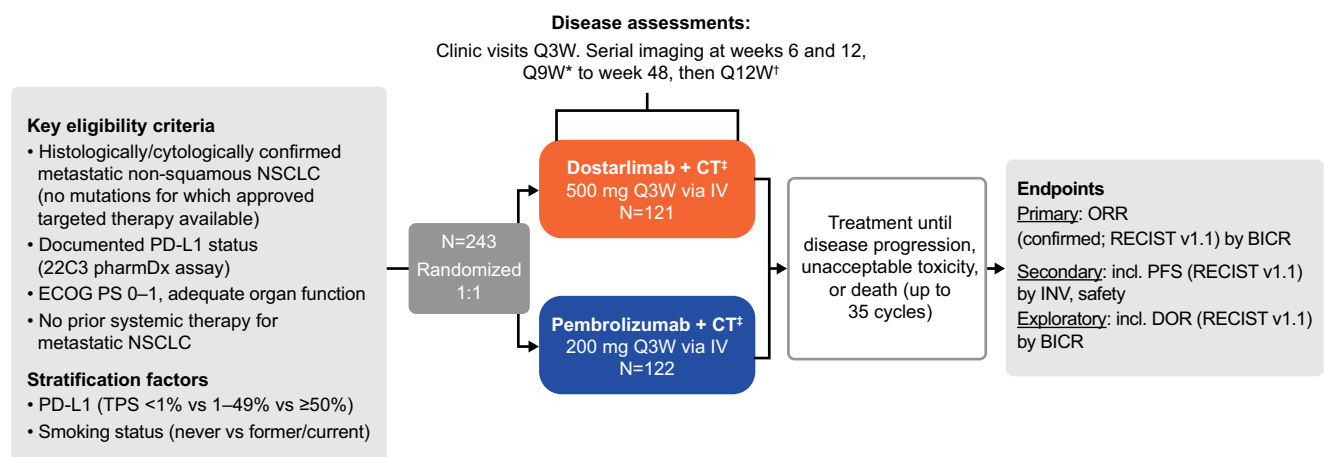 Disease assessments:
Clinic visits Q3W. Serial imaging at weeks 6 and 12,
Q9W* to week 48, then Q12W†
Key eligibility criteria
• Histologically/cytologically confirmed
metastatic non-squamous NSCLC
(no mutations for which approved
targeted therapy available)
• Documented PD-L1 status
(22C3 pharmDx assay)
• ECOG PS 0–1, adequate organ function
• No prior systemic therapy for
metastatic NSCLC
Stratification factors
• PD-L1 (TPS <1% vs 1–49% vs ≥50%)
• Smoking status (never vs former/current)
N=243
Randomized
1:1
Dostarlimab + CT‡
500 mg Q3W via IV
N=121
Pembrolizumab + CT‡
200 mg Q3W via IV
N=122
Treatment until
disease progression,
unacceptable toxicity,
or death (up to
35 cycles)
Endpoints
Primary: ORR
(confirmed; RECIST v1.1) by BICR
Secondary: incl. PFS (RECIST v1.1)
by INV, safety
Exploratory: incl. DOR (RECIST v1.1)
by BICR